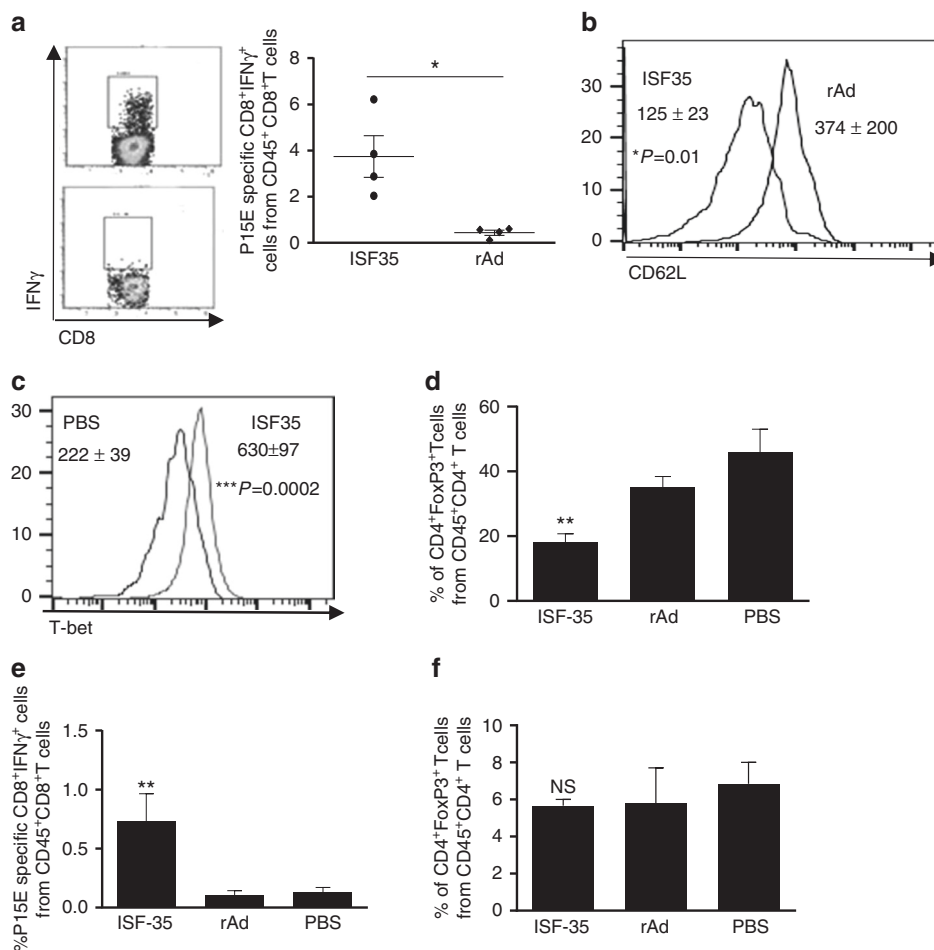 a
IFNγ
CD8
P15E specific CD8+IFNγ+
cells from CD45+ CD8+T cells
8
6
4
2
0
*
ISF35
rAd
b
30
20
10
0
ISF35
125 ± 23
*P=0.01
rAd
374 ± 200
CD62L
c
30
20
10
0
PBS
222 ± 39
ISF35
630±97
***P=0.0002
T-bet
d
% of CD4+FoxP3+Tcells
from CD45+CD4+ T cells
60
40
20
0
**
ISF-35
rAd
PBS
e
%P15E specific CD8+IFNγ+ cells
from CD45+CD8+T cells
1.5
1.0
0.5
0.0
**
ISF-35
rAd
PBS
f
% of CD4+FoxP3+Tcells
from CD45+CD4+ T cells
10
8
6
4
2
0
NS
ISF-35
rAd
PBS